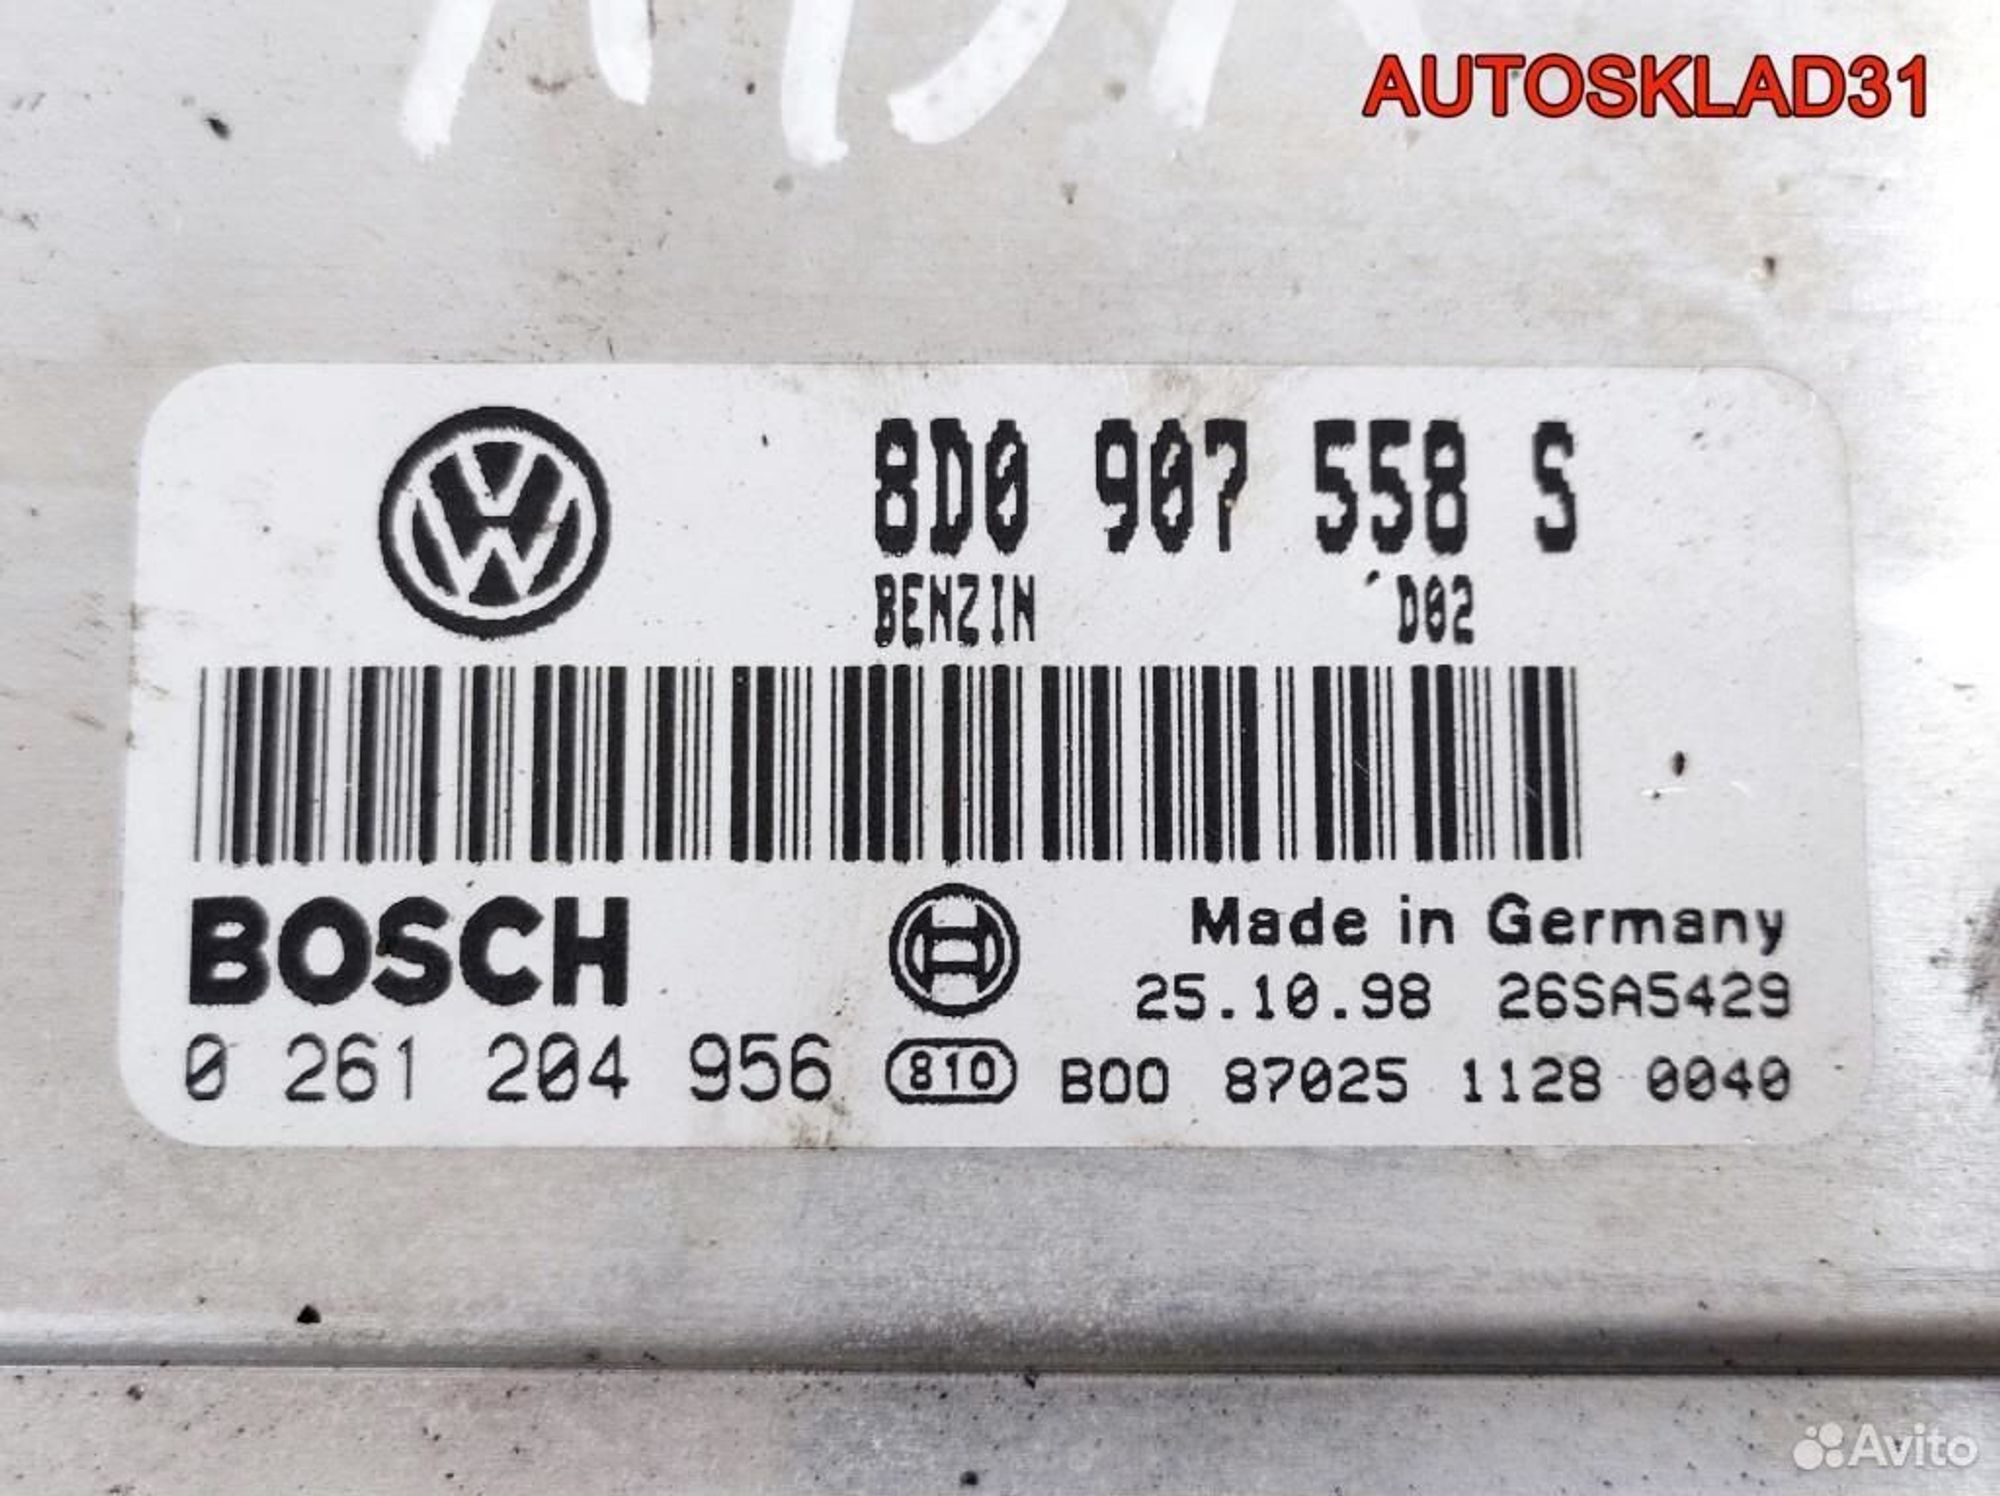 AUTOSKLAD31
8D0 907 558 S
BENZIN D02
BOSCH
Made in Germany
25.10.98 26SA5429
0 261 204 956 810 B00 87025 1128 0040
Avito